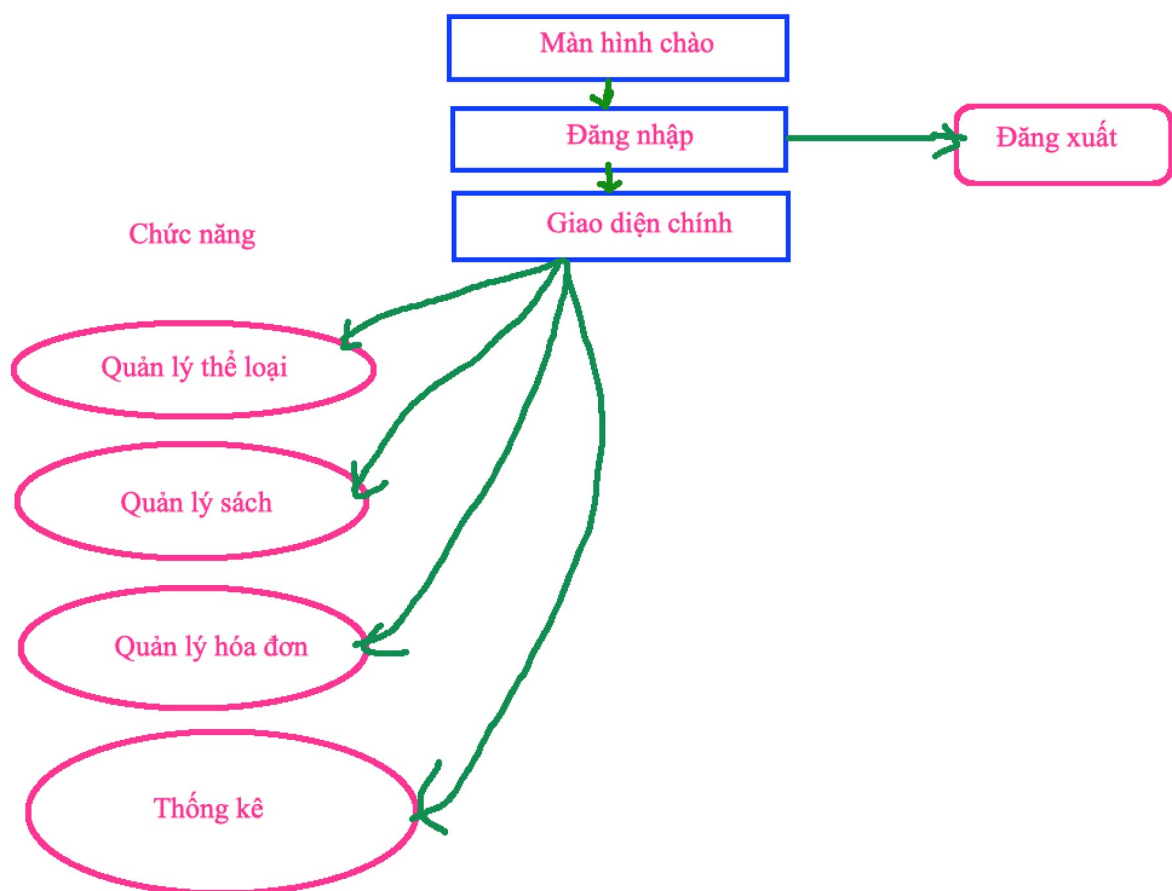 Màn hình chào
Đăng nhập
Đăng xuất
Giao diện chính
Chức năng
Quản lý thể loại
Quản lý sách
Quản lý hóa đơn
Thống kê